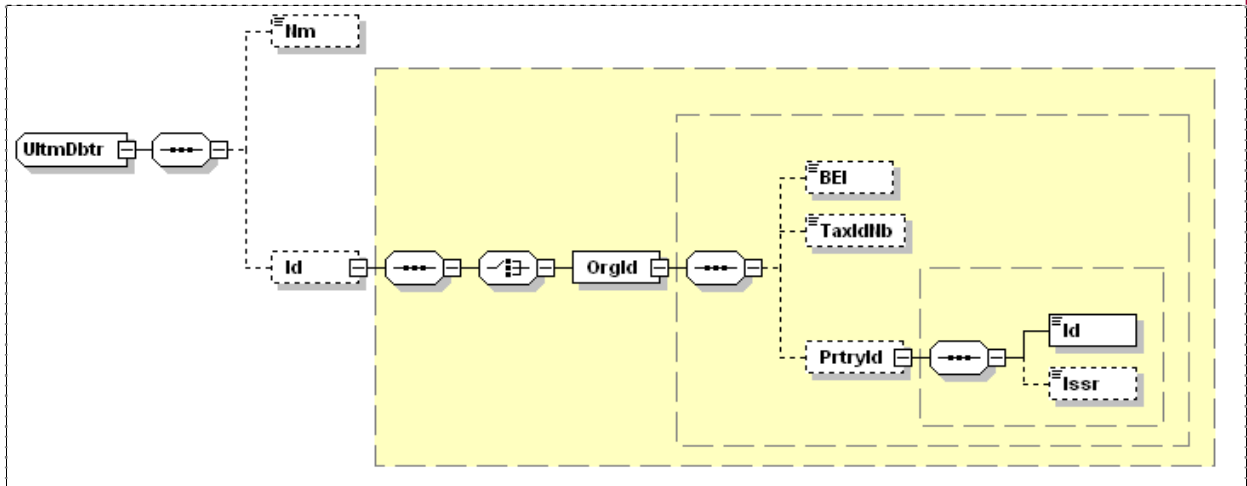 Nm
UltmDbtr
BEI
TaxIdNb
Id
OrgId
PrtryId
Id
Issr